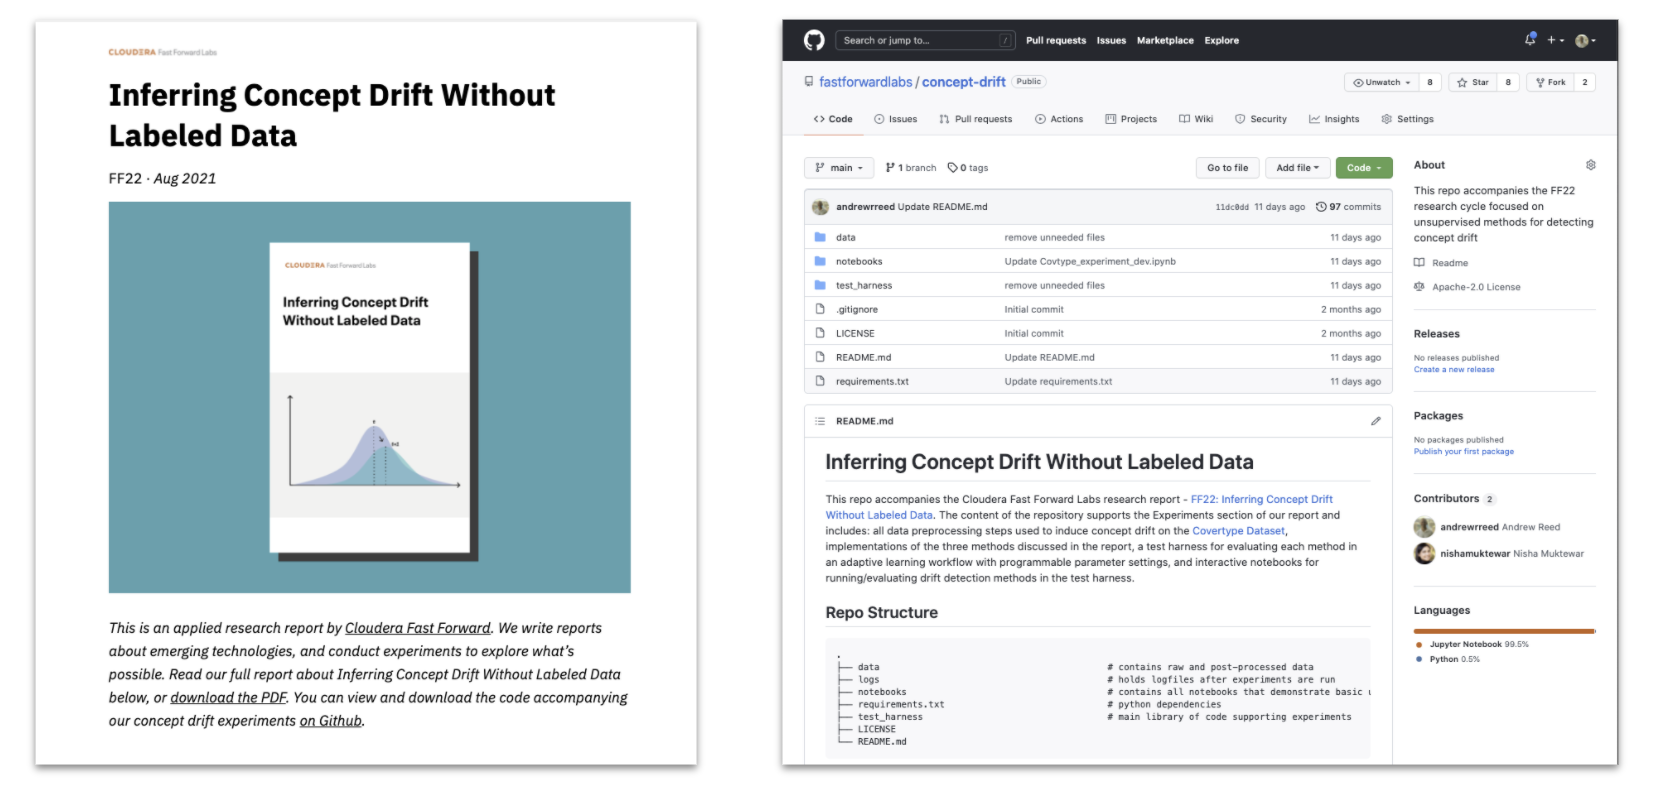 CLOUDERA Fast Forward Labs
Inferring Concept Drift Without
Labeled Data
FF22 · Aug 2021
CLOUDERA Fast Forward Labs
Inferring Concept Drift
Without Labeled Data
This is an applied research report by Cloudera Fast Forward. We write reports
about emerging technologies, and conduct experiments to explore what's
possible. Read our full report about Inferring Concept Drift Without Labeled Data
below, or download the PDF. You can view and download the code accompanying
our concept drift experiments on Github.
Search or jump to... / Pull requests Issues Marketplace Explore
fastforwardlabs / concept-drift Public Unwatch 8 Star 8 Fork 2
Code Issues Pull requests Actions Projects Wiki Security Insights Settings
main 1 branch 0 tags Go to file Add file Code
andrewrreed Update README.md 11dc0dd 11 days ago 97 commits
data remove unneeded files 11 days ago
notebooks Update Covtype_experiment_dev.ipynb 11 days ago
test_harness remove unneeded files 11 days ago
.gitignore Initial commit 2 months ago
LICENSE Initial commit 2 months ago
README.md Update README.md 11 days ago
requirements.txt Update requirements.txt 11 days ago
README.md
Inferring Concept Drift Without Labeled Data
This repo accompanies the Cloudera Fast Forward Labs research report - FF22: Inferring Concept Drift
Without Labeled Data. The content of the repository supports the Experiments section of our report and
includes: all data preprocessing steps used to induce concept drift on the Covertype Dataset,
implementations of the three methods discussed in the report, a test harness for evaluating each method in
an adaptive learning workflow with programmable parameter settings, and interactive notebooks for
running/evaluating drift detection methods in the test harness.
Repo Structure
.
├── data # contains raw and post-processed data
├── logs # holds logfiles after experiments are run
├── notebooks # contains all notebooks that demonstrate basic
├── requirements.txt # python dependencies
├── test_harness # main library of code supporting experiments
├── LICENSE
└── README.md
About
This repo accompanies the FF22
research cycle focused on
unsupervised methods for detecting
concept drift
Readme
Apache-2.0 License
Releases
No releases published
Create a new release
Packages
No packages published
Publish your first package
Contributors 2
andrewrreed Andrew Reed
nishamuktewar Nisha Muktewar
Languages
Jupyter Notebook 99.5%
Python 0.5%